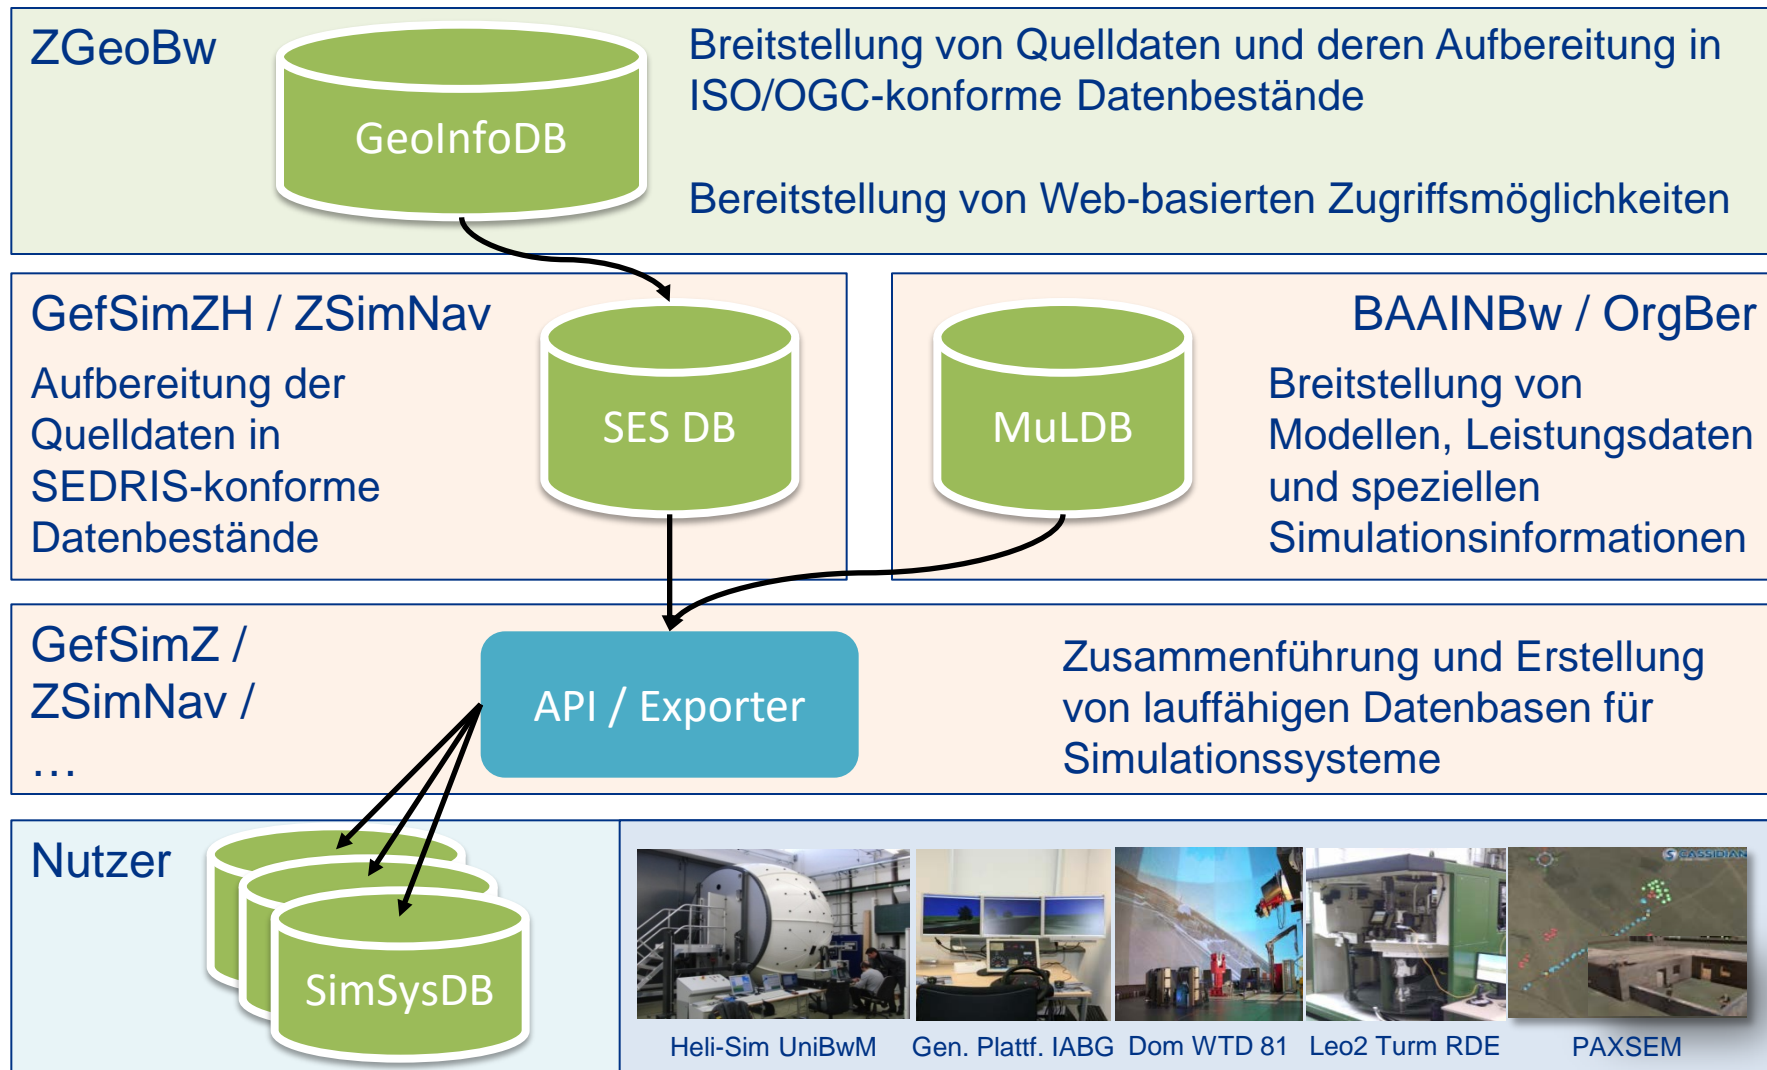 ZGeoBw
GeoInfoDB
Breitstellung von Quelldaten und deren Aufbereitung in
ISO/OGC-konforme Datenbestände
Bereitstellung von Web-basierten Zugriffsmöglichkeiten
GefSimZH / ZSimNav
Aufbereitung der
Quelldaten in
SEDRIS-konforme
Datenbestände
SES DB
MuLDB
BAAINBw / OrgBer
Breitstellung von
Modellen, Leistungsdaten
und speziellen
Simulationsinformationen
GefSimZ /
ZSimNav /
…
API / Exporter
Zusammenführung und Erstellung
von lauffähigen Datenbasen für
Simulationssysteme
Nutzer
SimSysDB
CASSIDIAN
Heli-Sim UniBwM
Gen. Plattf. IABG
Dom WTD 81
Leo2 Turm RDE
PAXSEM